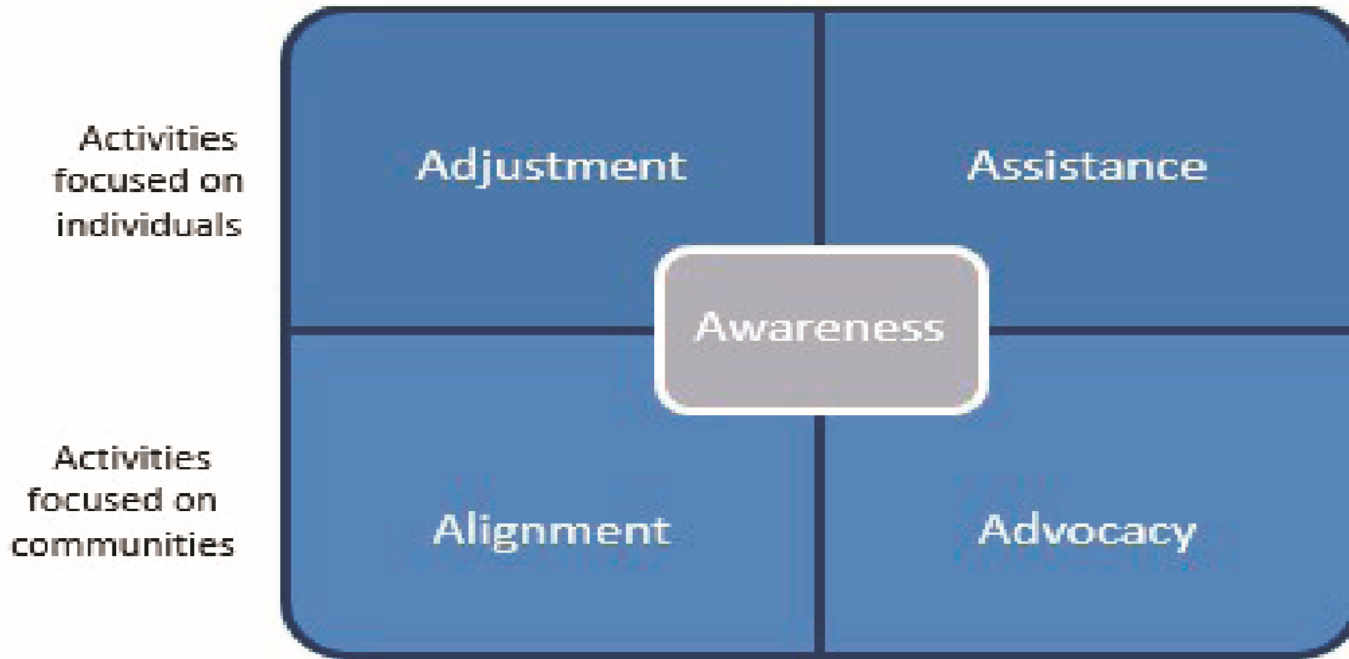 Activities
focused on
individuals
Adjustment
Assistance
Awareness
Activities
focused on
communities
Alignment
Advocacy